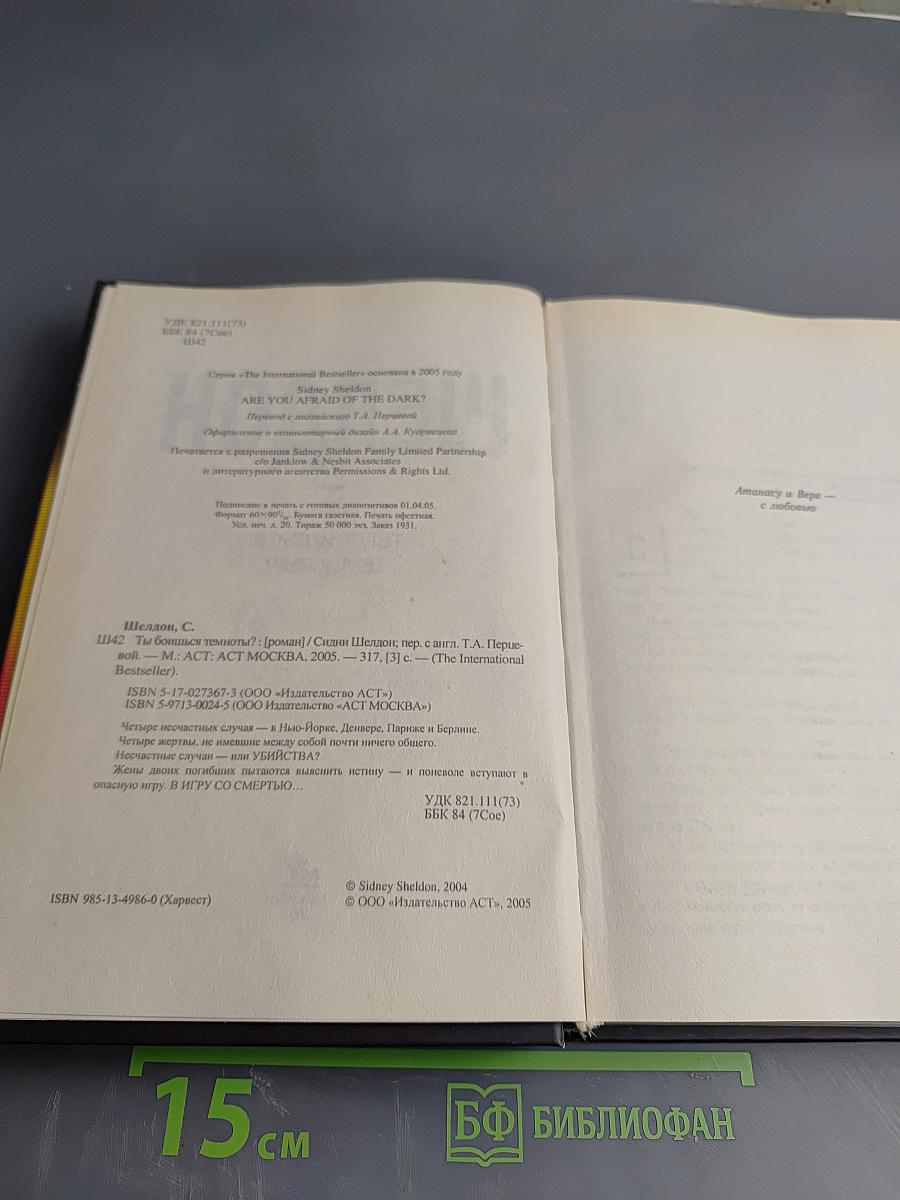 УДК 821.111(73)
ББК 84 (7Сое)
Ш42
Серия «The International Bestseller» основана в 2005 году
Sidney Sheldon
ARE YOU AFRAID OF THE DARK?
Перевод с английского Т.А. Перцевой
Оформление и компьютерный дизайн А.А. Кудрявцева
Печатается с разрешения Sidney Sheldon Family Limited Partnership
c/o Janklow & Nesbit Associates
и литературного агентства Permissions & Rights Ltd.
Подписано в печать с готовых диапозитивов 01.04.05.
Формат 60×90 1/16. Бумага газетная. Печать офсетная.
Усл. печ. л. 20. Тираж 50 000 экз. Заказ 1931.
Шелдон, С.
Ш42 Ты боишься темноты? : [роман] / Сидни Шелдон; пер. с англ. Т.А. Перце-
вой. — М.: АСТ: АСТ МОСКВА, 2005. — 317, [3] с. — (The International
Bestseller).
ISBN 5-17-027367-3 (ООО «Издательство АСТ»)
ISBN 5-9713-0024-5 (ООО Издательство «АСТ МОСКВА»)
Четыре несчастных случая — в Нью-Йорке, Денвере, Париже и Берлине.
Четыре жертвы, не имевшие между собой почти ничего общего.
Несчастные случаи — или УБИЙСТВА?
Жены двоих погибших пытаются выяснить истину — и поневоле вступают в
опасную игру. В ИГРУ СО СМЕРТЬЮ...
УДК 821.111(73)
ББК 84 (7Сое)
© Sidney Sheldon, 2004
ISBN 985-13-4986-0 (Харвест)
© ООО «Издательство АСТ», 2005
Атанасу и Вере —
с любовью
15 см
БФ БИБЛИОФАН